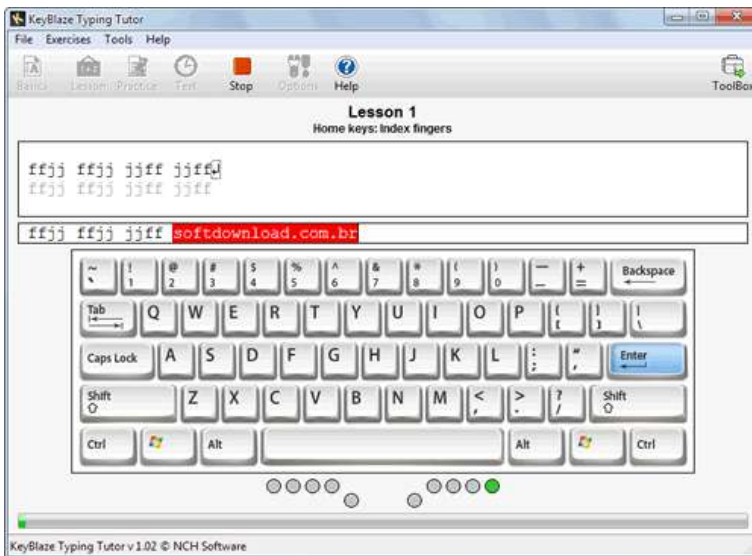 KeyBlaze Typing Tutor
File Exercises Tools Help
Basics Lesson Practice Test Stop Options Help ToolBox
Lesson 1
Home keys: Index fingers
ffjj ffjj jjff jjff↵
ffjj ffjj jjff jjff
ffjj ffjj jjff softdownload.com.br
~ ! @ # $ % ^ & * ( ) — +
` 1 2 3 4 5 6 7 8 9 0 _ = Backspace
Tab Q W E R T Y U I O P { [ } ] | \
Caps Lock A S D F G H J K L : ; " , Enter
Shift Z X C V B N M < , > . ? / Shift
Ctrl Alt Alt Ctrl
KeyBlaze Typing Tutor v 1.02 © NCH Software